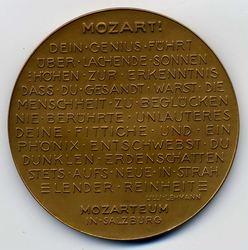 MOZART!
DEIN·GENIUS·FÜHRT
ÜBER·LACHENDE·SONNEN
=HÖHEN·ZUR·ERKENNTNIS
DASS·DU·GESANDT·WARST·DIE
MENSCHHEIT·ZU·BEGLÜCKEN
NIE·BERÜHRTE·UNLAUTERES
DEINE·FITTICHE·UND·EIN
PHÖNIX·ENTSCHWEBST·DU
DUNKLEN·ERDENSCHATTEN
STETS·AUFS·NEUE·IN·STRAH
=LENDER·REINHEIT=
LILLI·LEHMANN
MOZARTEUM
IN·SALZBURG